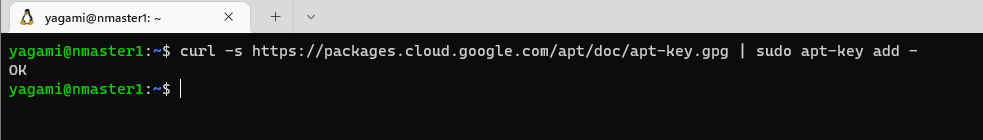 yagami@nmaster1: ~
yagami@nmaster1:~$ curl -s https://packages.cloud.google.com/apt/doc/apt-key.gpg | sudo apt-key add -
OK
yagami@nmaster1:~$